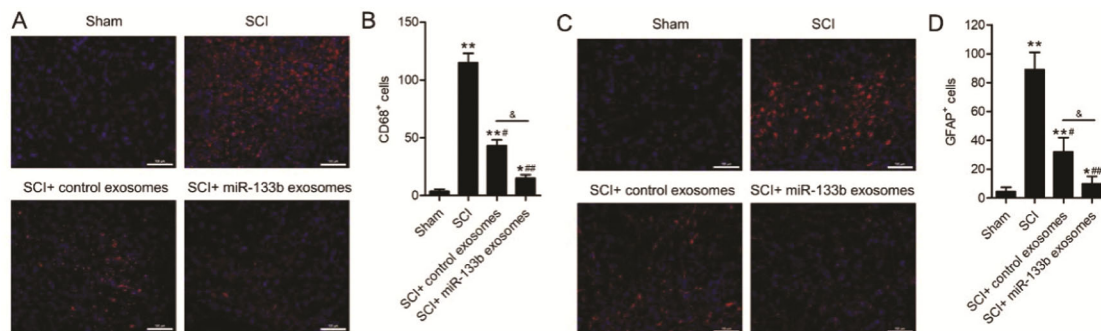 A
Sham
SCI
SCI+ control exosomes
SCI+ miR-133b exosomes
B
CD68+ cells
150
100
50
0
**
**#
&
*##
Sham
SCI
SCI+ control exosomes
SCI+ miR-133b exosomes
C
Sham
SCI
SCI+ control exosomes
SCI+ miR-133b exosomes
D
GFAP+ cells
120
100
80
60
40
20
0
**
**#
&
*##
Sham
SCI
SCI+ control exosomes
SCI+ miR-133b exosomes